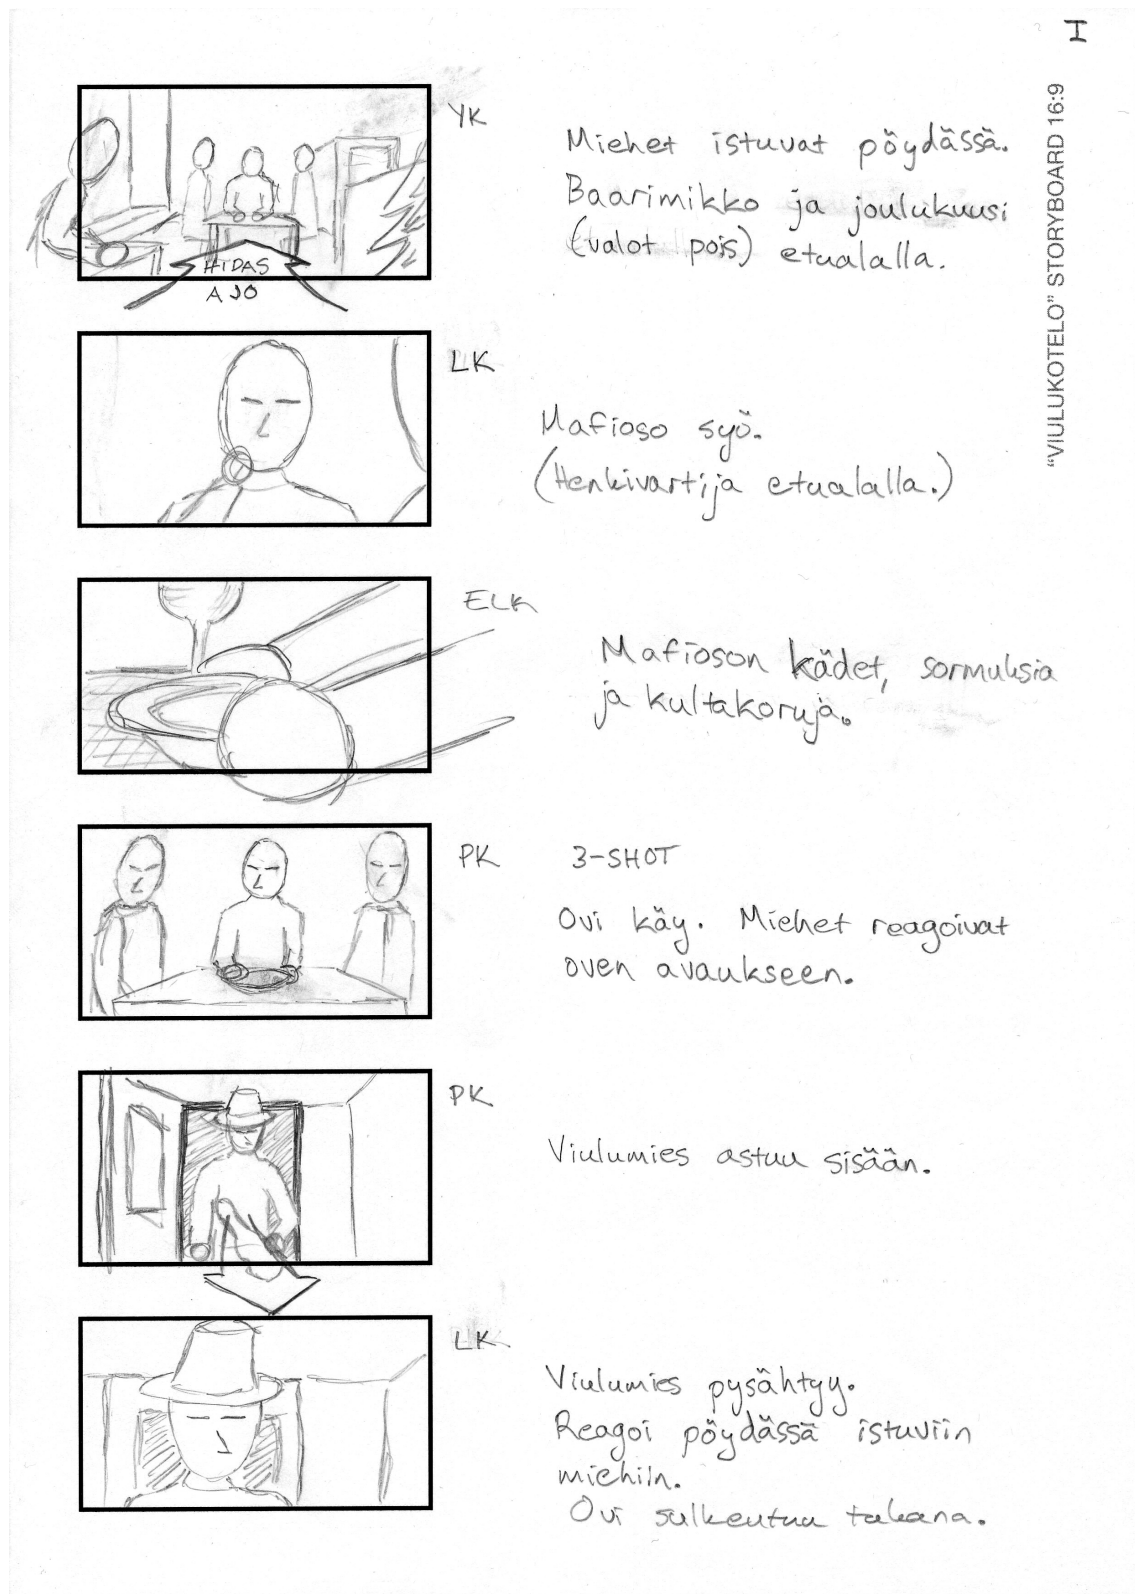 I
"VIULUKOTELO" STORYBOARD 16:9
YK
Miehet istuvat pöydässä.
Baarimikko ja joulukuusi
(valot pois) etualalla.
HIDAS
AJO
LK
Mafioso syö.
(Henkivartija etualalla.)
ELK
Mafioson kädet, sormuksia
ja kultakoruja.
PK
3-SHOT
Ovi käy. Miehet reagoivat
oven avaukseen.
PK
Viulumies astuu sisään.
LK
Viulumies pysähtyy.
Reagoi pöydässä istuviin
miehiin.
Ovi sulkeutuu takana.